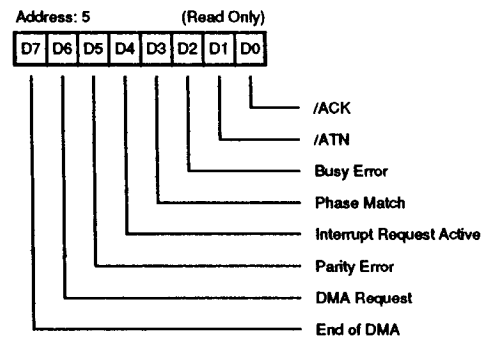 Address: 5 (Read Only)
D7 D6 D5 D4 D3 D2 D1 D0
/ACK
/ATN
Busy Error
Phase Match
Interrupt Request Active
Parity Error
DMA Request
End of DMA